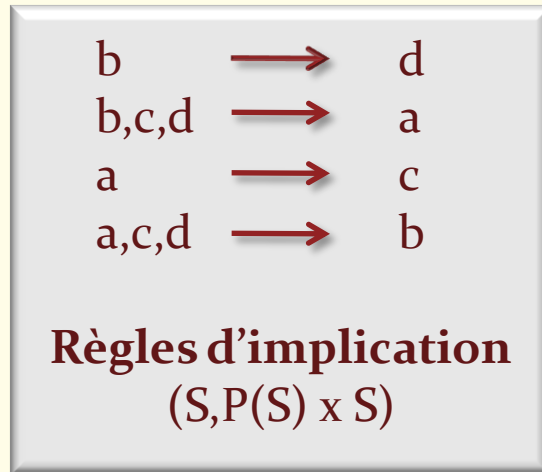 b → d
b,c,d → a
a → c
a,c,d → b
Règles d’implication
(S,P(S) x S)